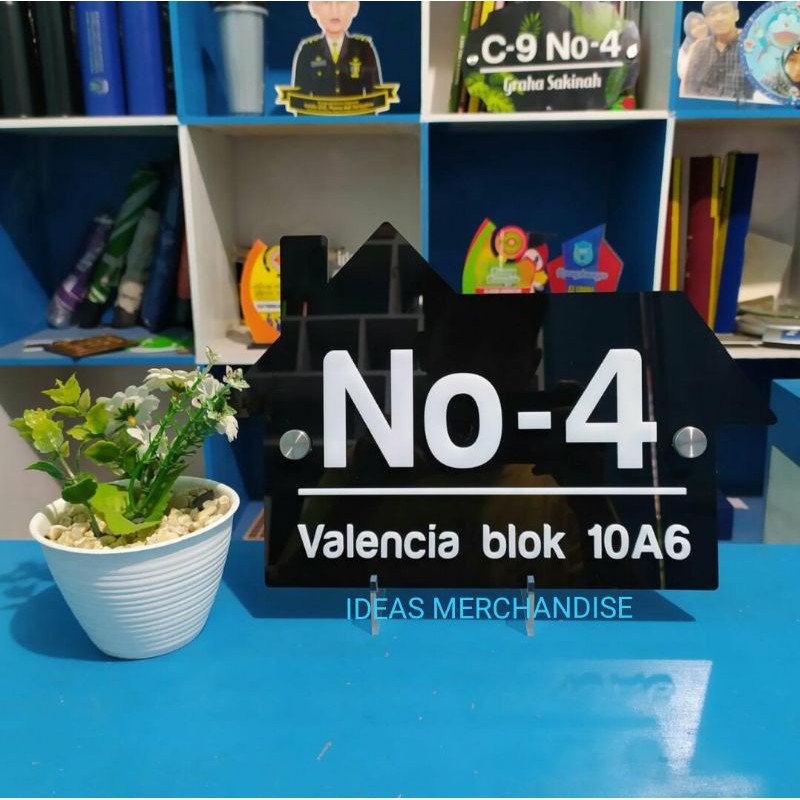 C-9 No-4
Graha Sakinah
No-4
Valencia blok 10A6
IDEAS MERCHANDISE